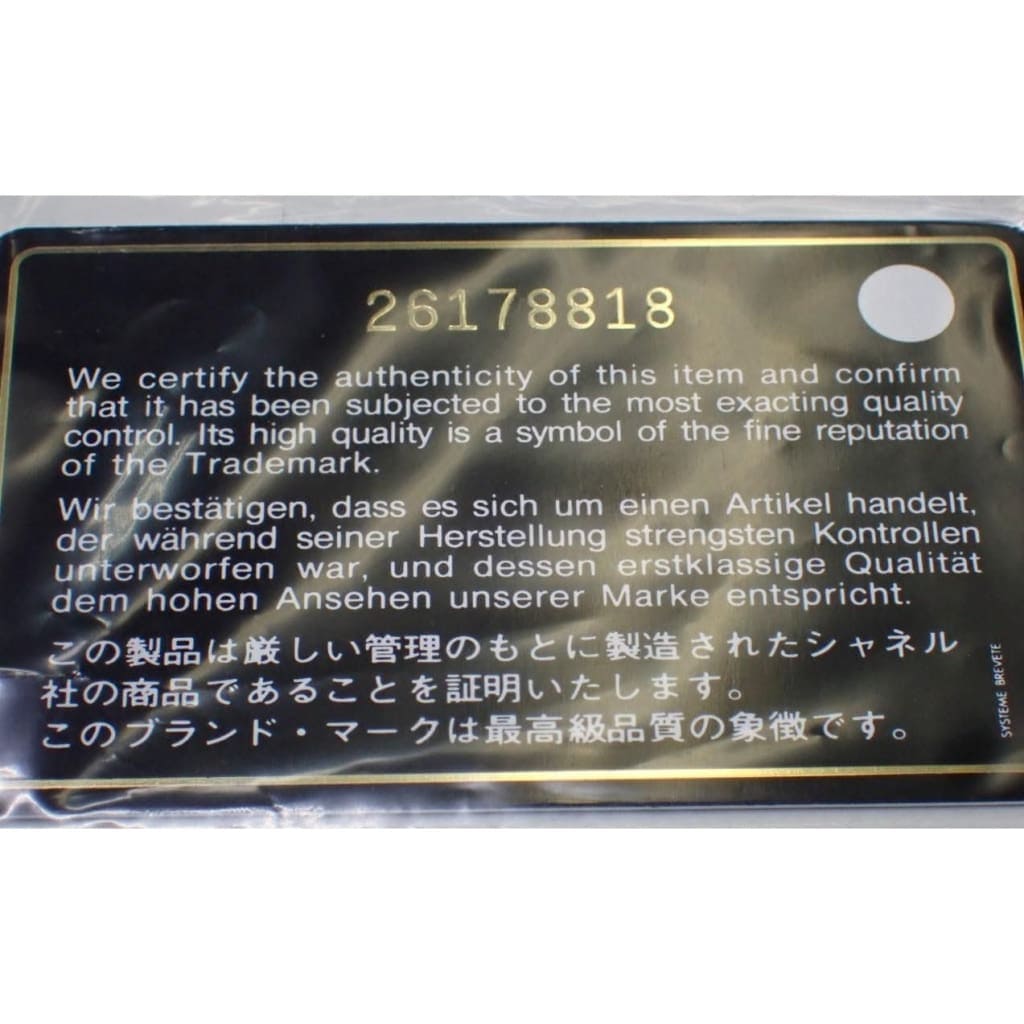 26178818
We certify the authenticity of this item and confirm
that it has been subjected to the most exacting quality
control. Its high quality is a symbol of the fine reputation
of the Trademark.
Wir bestätigen, dass es sich um einen Artikel handelt,
der während seiner Herstellung strengsten Kontrollen
unterworfen war, und dessen erstklassige Qualität
dem hohen Ansehen unserer Marke entspricht.
この製品は厳しい管理のもとに製造されたシャネル
社の商品であることを証明いたします。
このブランド・マークは最高級品質の象徴です。
SYSTEME BREVETE